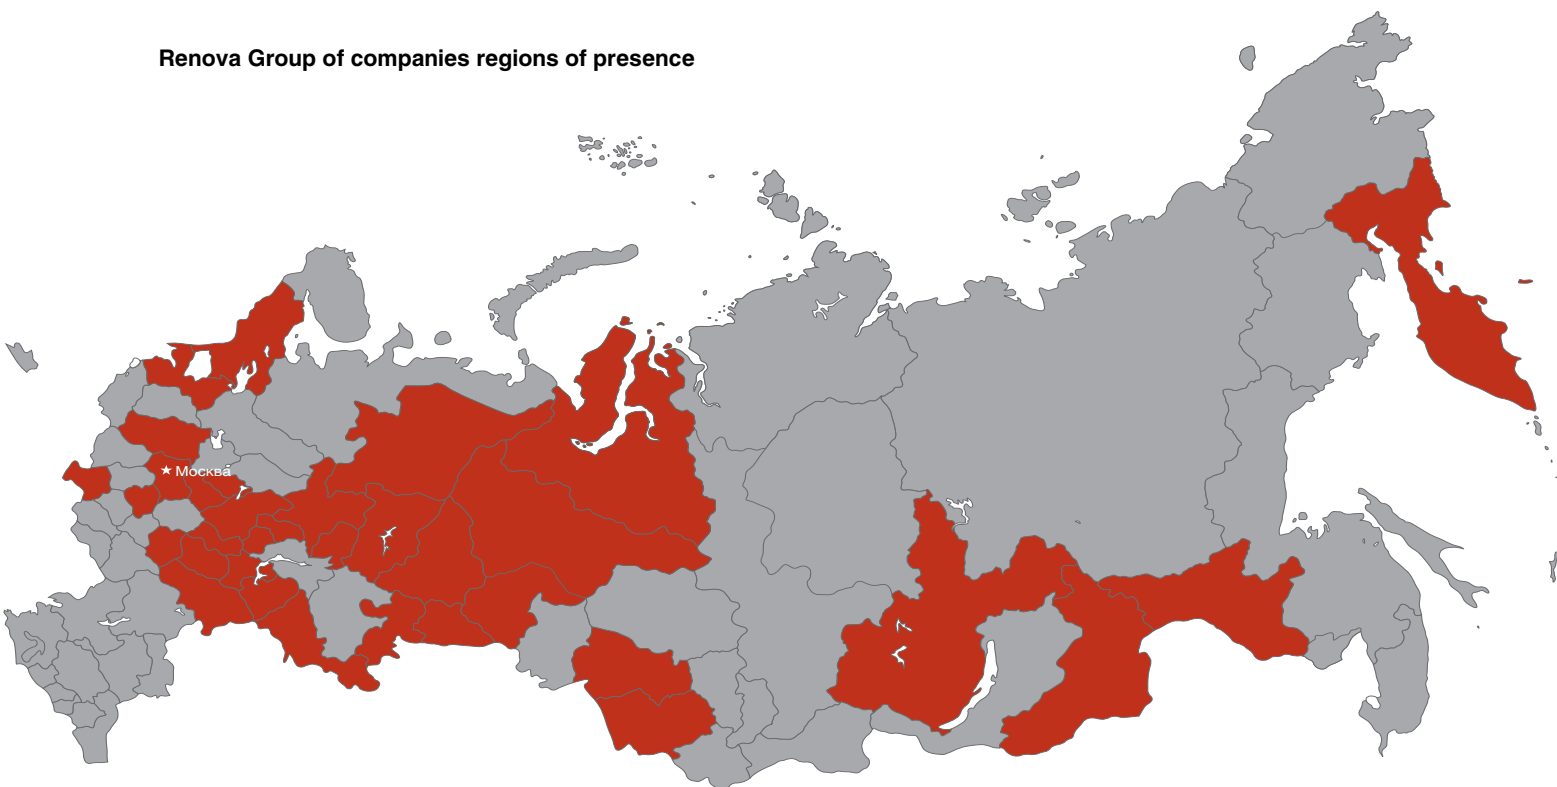 Renova Group of companies regions of presence
Москва